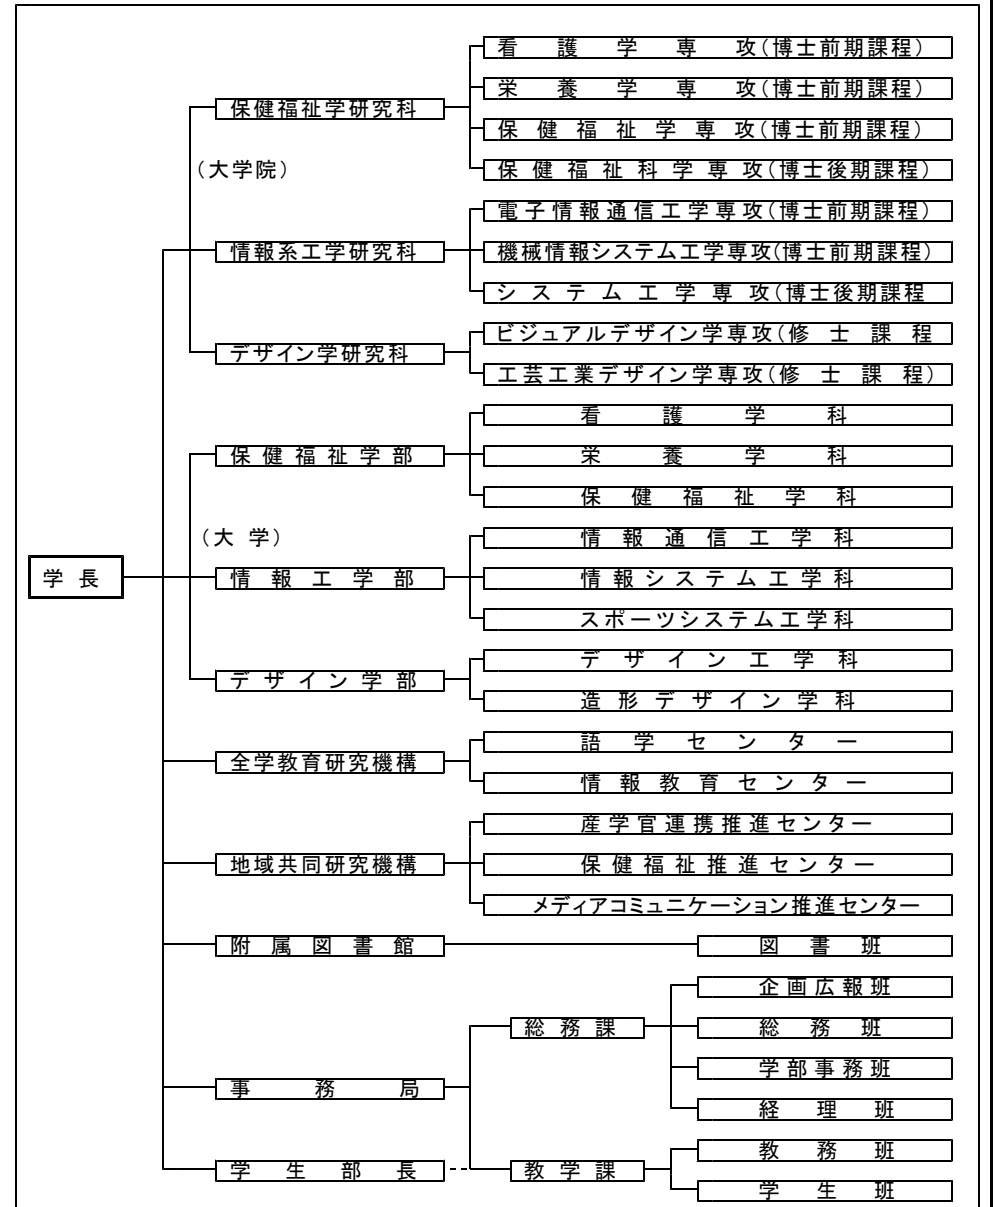 看護学専攻(博士前期課程)
栄養学専攻(博士前期課程)
保健福祉学研究科
保健福祉学専攻(博士前期課程)
(大学院)
保健福祉科学専攻(博士後期課程)
電子情報通信工学専攻(博士前期課程)
情報系工学研究科
機械情報システム工学専攻(博士前期課程)
システム工学専攻(博士後期課程
ビジュアルデザイン学専攻(修士課程
デザイン学研究科
工芸工業デザイン学専攻(修士課程)
看護学科
保健福祉学部
栄養学科
保健福祉学科
(大学)
情報通信工学科
学長
情報工学部
情報システム工学科
スポーツシステム工学科
デザイン工学科
デザイン学部
造形デザイン学科
語学センター
全学教育研究機構
情報教育センター
産学官連携推進センター
地域共同研究機構
保健福祉推進センター
メディアコミュニケーション推進センター
附属図書館
図書班
企画広報班
総務課
総務班
学部事務班
事務局
経理班
教務班
学生部長
教学課
学生班